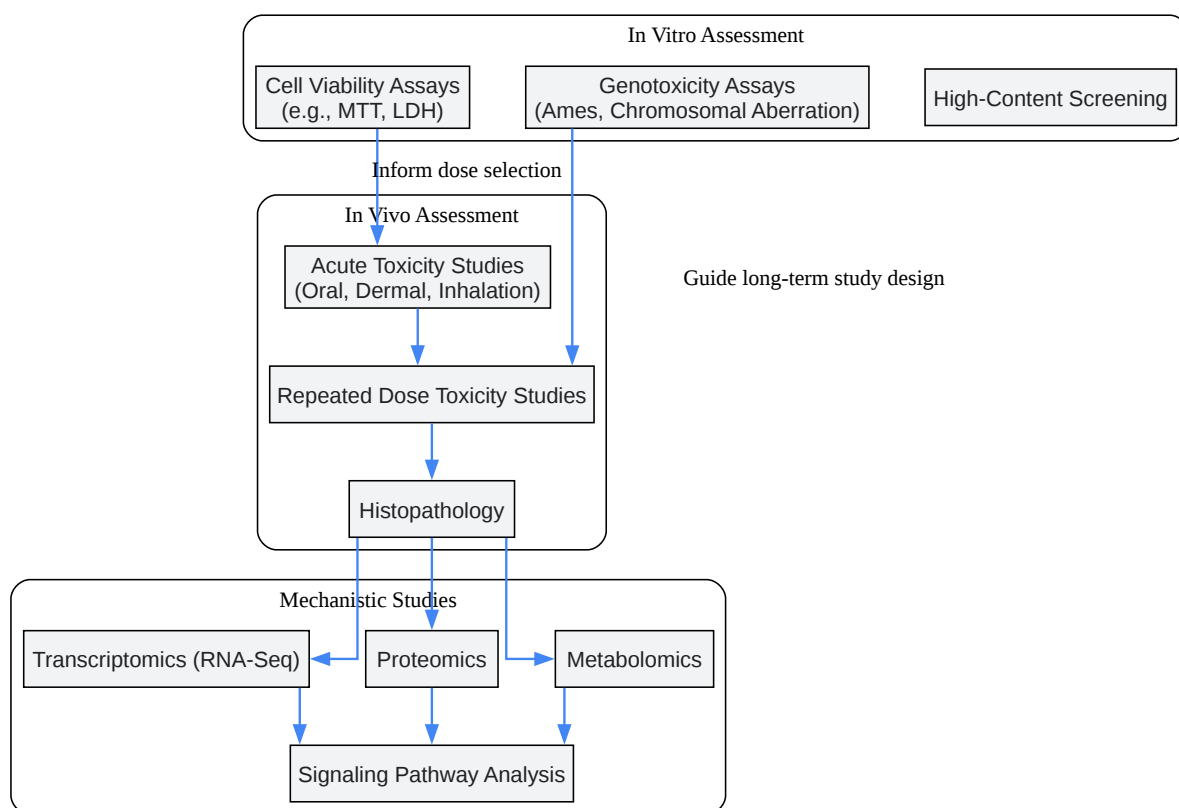 In Vitro Assessment
Cell Viability Assays
(e.g., MTT, LDH)
Genotoxicity Assays
(Ames, Chromosomal Aberration)
High-Content Screening
Inform dose selection
In Vivo Assessment
Acute Toxicity Studies
(Oral, Dermal, Inhalation)
Guide long-term study design
Repeated Dose Toxicity Studies
Histopathology
Mechanistic Studies
Transcriptomics (RNA-Seq)
Proteomics
Metabolomics
Signaling Pathway Analysis